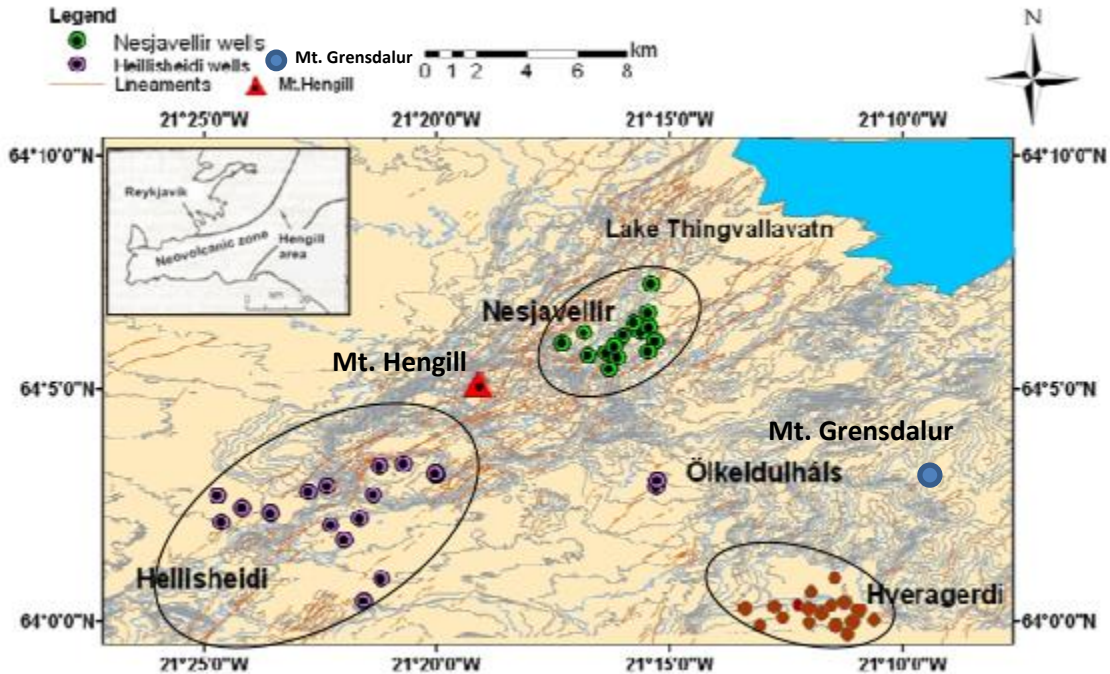 Legend
Nesjavellir wells
Hellisheidi wells
Mt. Grensdalur
Lineaments
Mt.Hengill
km
0 1 2 4 6 8
N
21°25'0"W 21°20'0"W 21°15'0"W 21°10'0"W
64°10'0"N 64°10'0"N
Reykjavik
Neovolcanic zone
Hengill
area
km
0
Lake Thingvallavatn
Nesjavellir
Mt. Hengill
64°5'0"N 64°5'0"N
Mt. Grensdalur
Ölkelduháls
Hellisheidi
Hveragerdi
64°0'0"N 64°0'0"N
21°25'0"W 21°20'0"W 21°15'0"W 21°10'0"W